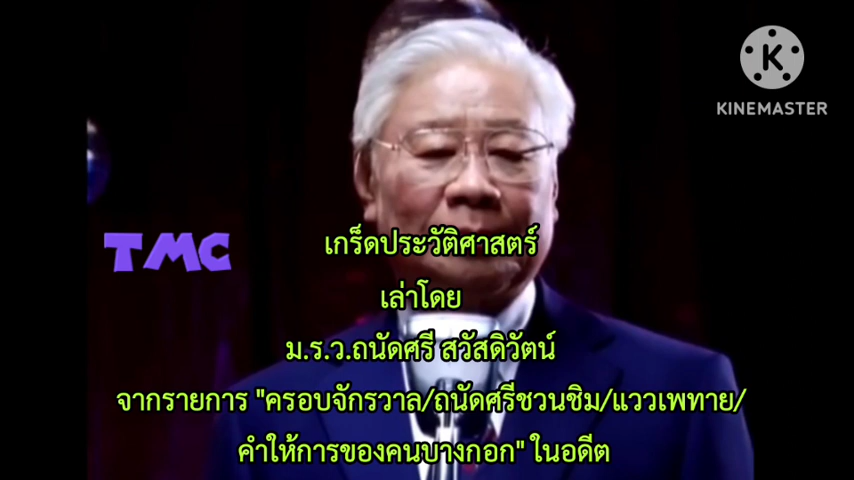 KINEMASTER
TMC
เกร็ดประวัติศาสตร์
เล่าโดย
ม.ร.ว.ถนัดศรี สวัสดิวัตน์
จากรายการ "ครอบจักรวาล/ถนัดศรีชวนชิม/แววเพทาย/
คำให้การของคนบางกอก" ในอดีต